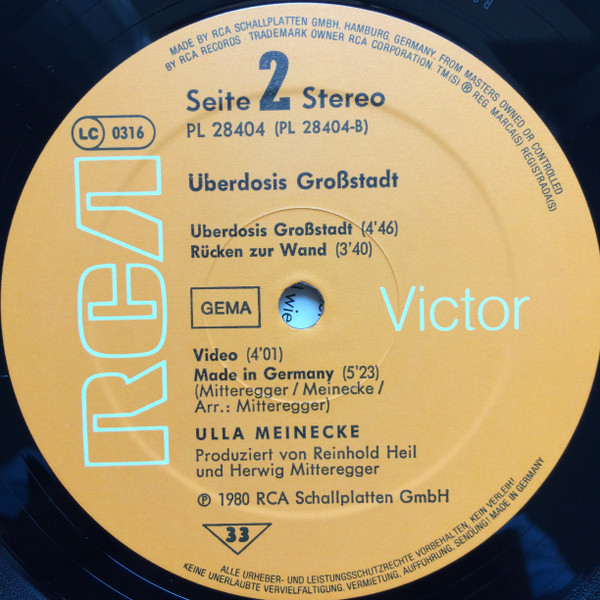 MADE BY RCA SCHALLPLATTEN GMBH, HAMBURG, GERMANY, FROM MASTERS OWNED OR CONTROLLED
BY RCA RECORDS · TRADEMARK OWNER RCA CORPORATION, TM(S) ® REG. MARCA(S) REGISTRADA(S)
Seite 2 Stereo
PL 28404 (PL 28404-B)
LC 0316
Überdosis Großstadt
Überdosis Großstadt (4'46)
Rücken zur Wand (3'40)
RCA
GEMA
wie
Victor
Video (4'01)
Made in Germany (5'23)
(Mitteregger/Meinecke/
Arr.: Mitteregger)
ULLA MEINECKE
Produziert von Reinhold Heil
und Herwig Mitteregger
℗ 1980 RCA Schallplatten GmbH
33
ALLE URHEBER- UND LEISTUNGSSCHUTZRECHTE VORBEHALTEN, KEIN VERLEIH!
KEINE UNERLAUBTE VERVIELFÄLTIGUNG, VERMIETUNG, AUFFÜHRUNG, SENDUNG! MADE IN GERMANY